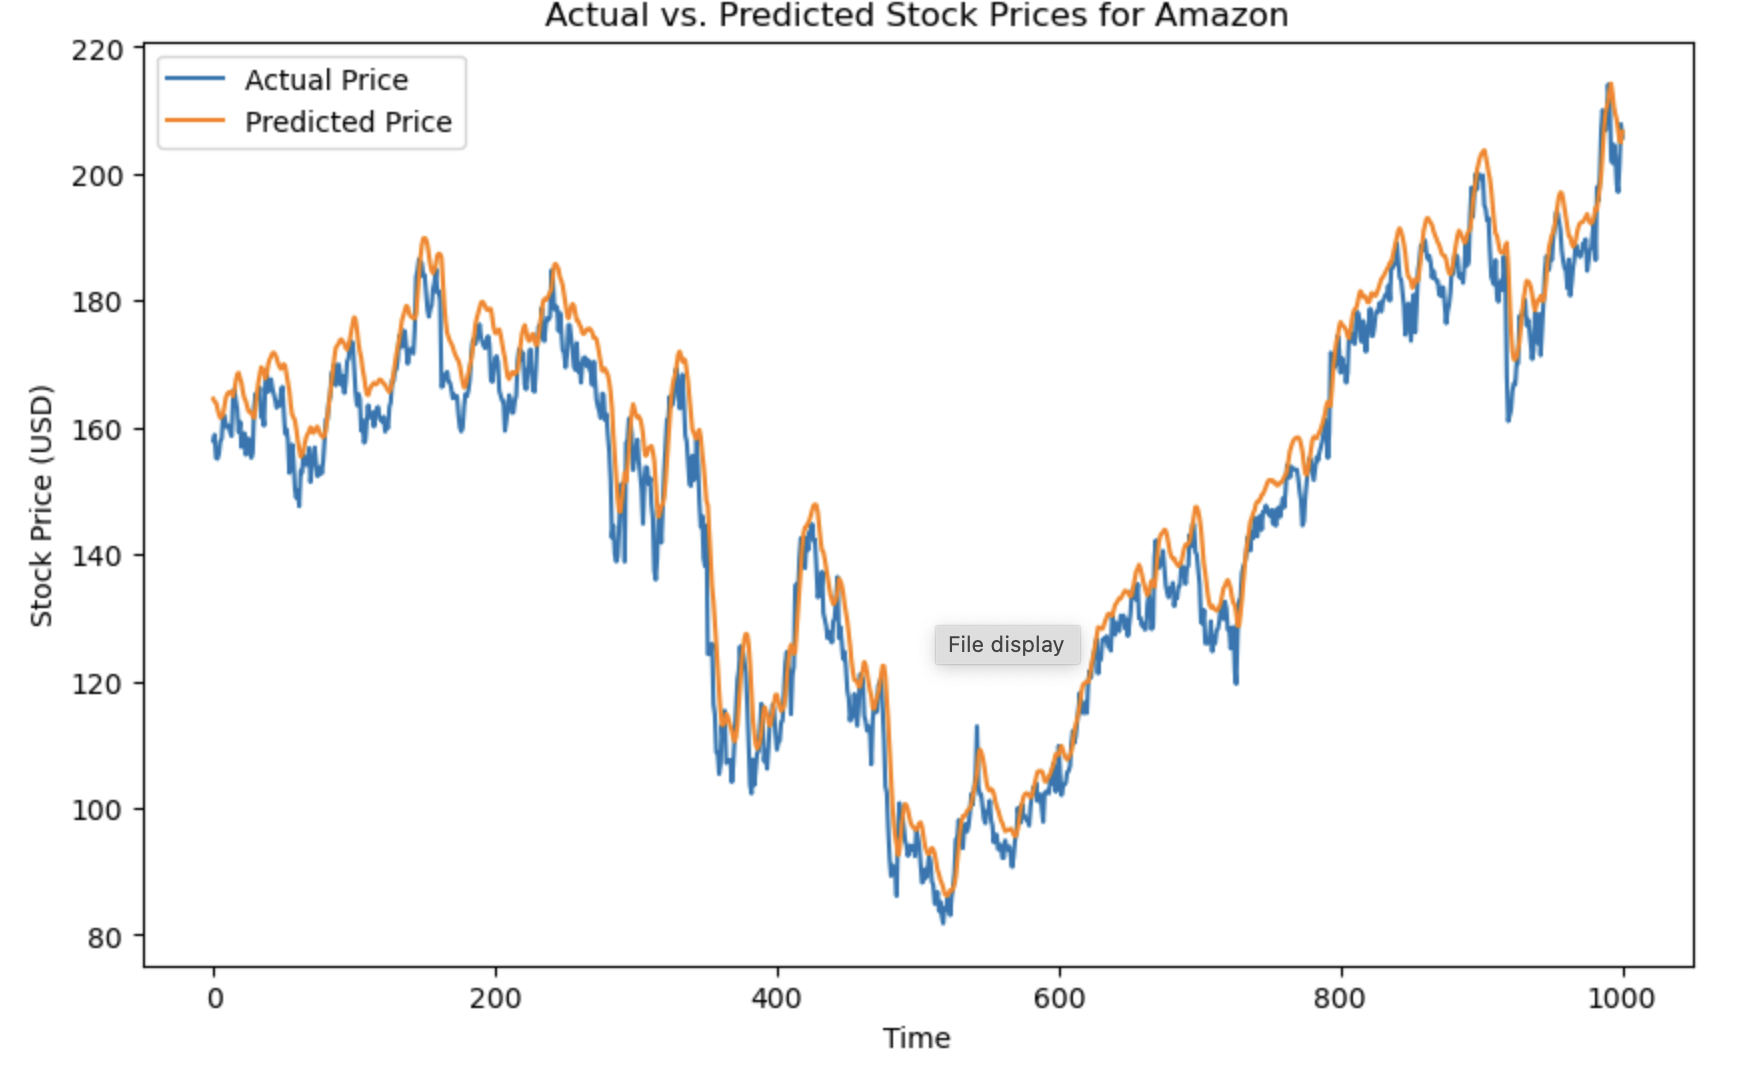 Actual vs. Predicted Stock Prices for Amazon
220
Actual Price
Predicted Price
200
180
160
140
120
100
80
Stock Price (USD)
File display
0 200 400 600 800 1000
Time